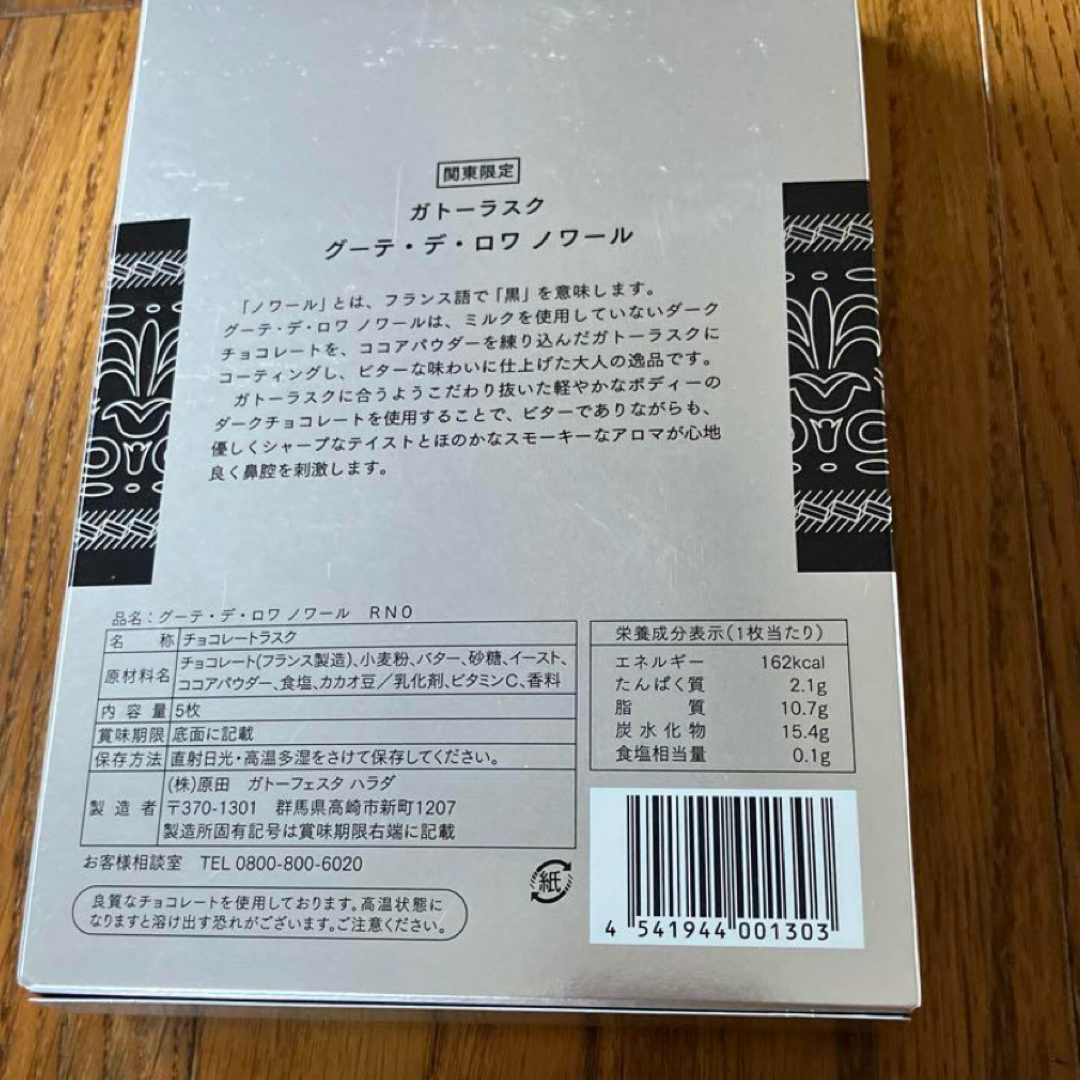 関東限定
ガトーラスク
グーテ・デ・ロワ ノワール
「ノワール」とは、フランス語で「黒」を意味します。
グーテ・デ・ロワ ノワールは、ミルクを使用していないダーク
チョコレートを、ココアパウダーを練り込んだガトーラスクに
コーティングし、ビターな味わいに仕上げた大人の逸品です。
ガトーラスクに合うようこだわり抜いた軽やかなボディーの
ダークチョコレートを使用することで、ビターでありながらも、
優しくシャープなテイストとほのかなスモーキーなアロマが心地
良く鼻腔を刺激します。
品名：グーテ・デ・ロワ ノワール RN0
名 称 チョコレートラスク
原材料名 チョコレート(フランス製造)、小麦粉、バター、砂糖、イースト、
ココアパウダー、食塩、カカオ豆／乳化剤、ビタミンC、香料
内容量 5枚
賞味期限 底面に記載
保存方法 直射日光・高温多湿をさけて保存してください。
製造者 (株)原田 ガトーフェスタ ハラダ
〒370-1301 群馬県高崎市新町1207
製造所固有記号は賞味期限右端に記載
お客様相談室 TEL 0800-800-6020
良質なチョコレートを使用しております。高温状態に
なりますと溶け出す恐れがございます。ご注意ください。
栄養成分表示(1枚当たり)
エネルギー 162kcal
たんぱく質 2.1g
脂 質 10.7g
炭水化物 15.4g
食塩相当量 0.1g
紙
4 541944 001303